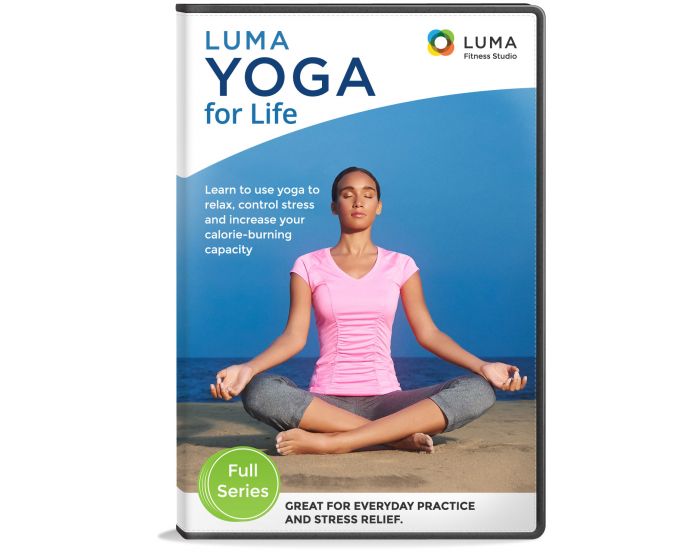 LUMA
YOGA
for Life
LUMA
Fitness Studio
Learn to use yoga to
relax, control stress
and increase your
calorie-burning
capacity
Full
Series
GREAT FOR EVERYDAY PRACTICE
AND STRESS RELIEF.